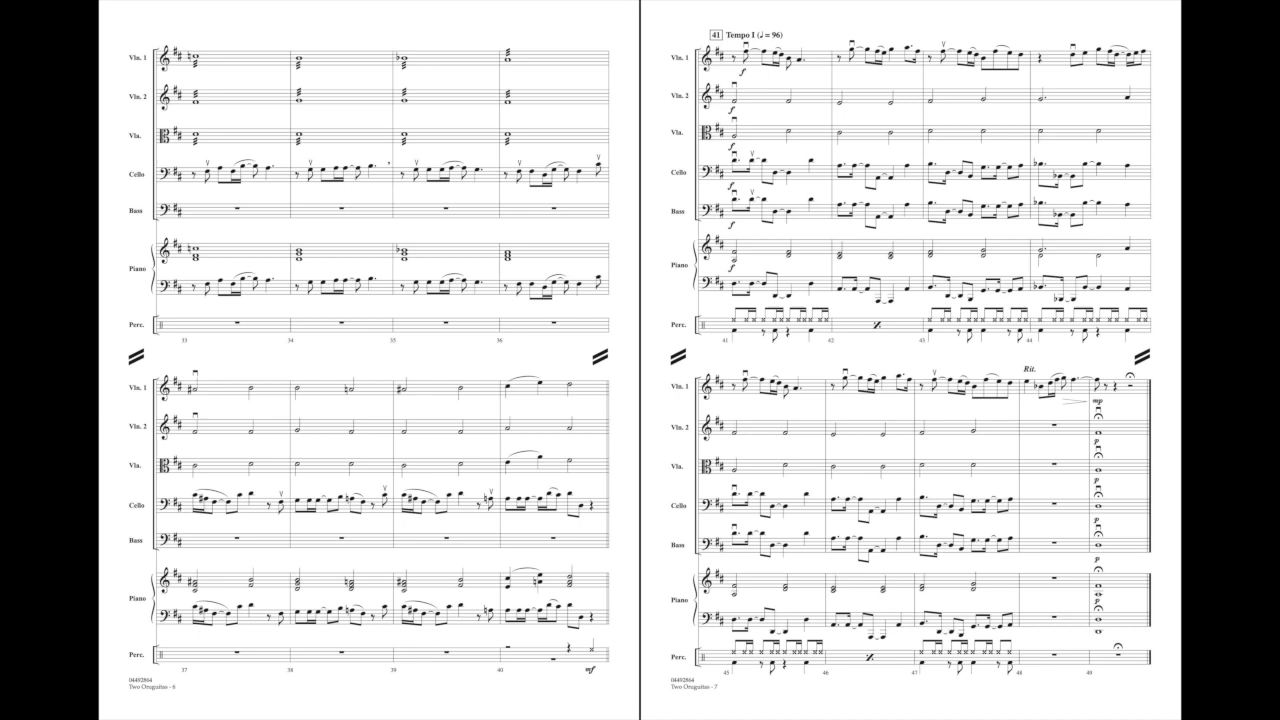 Vln. 1
Vln. 2
Vla.
Cello
Bass
Piano
Perc.
33 34 35 36
Vln. 1
Vln. 2
Vla.
Cello
Bass
Piano
Perc.
mf
37 38 39 40
04492864
Two Oruguitas - 6
41 Tempo I (♩ = 96)
Vln. 1
f
Vln. 2
f
Vla.
f
Cello
f
Bass
f
Piano
f
Perc.
41 42 43 44
Rit.
Vln. 1
mp
Vln. 2
p
Vla.
p
Cello
p
Bass
p
Piano
p
Perc.
45 46 47 48 49
04492864
Two Oruguitas - 7